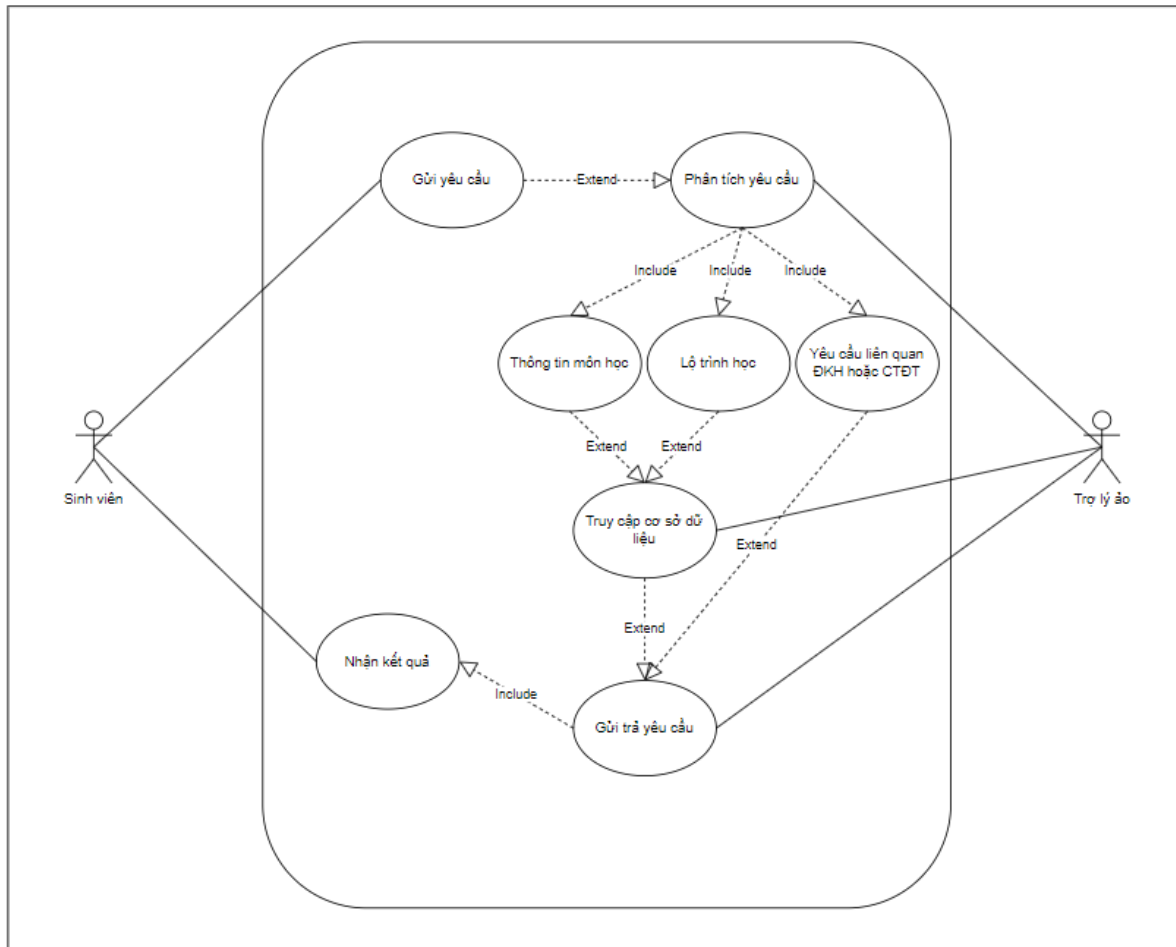 Gửi yêu cầu
Extend
Phân tích yêu cầu
Include
Include
Include
Thông tin môn học
Lộ trình học
Yêu cầu liên quan
ĐKH hoặc CTĐT
Extend
Extend
Sinh viên
Trợ lý ảo
Truy cập cơ sở dữ
liệu
Extend
Extend
Nhận kết quả
Include
Gửi trả yêu cầu